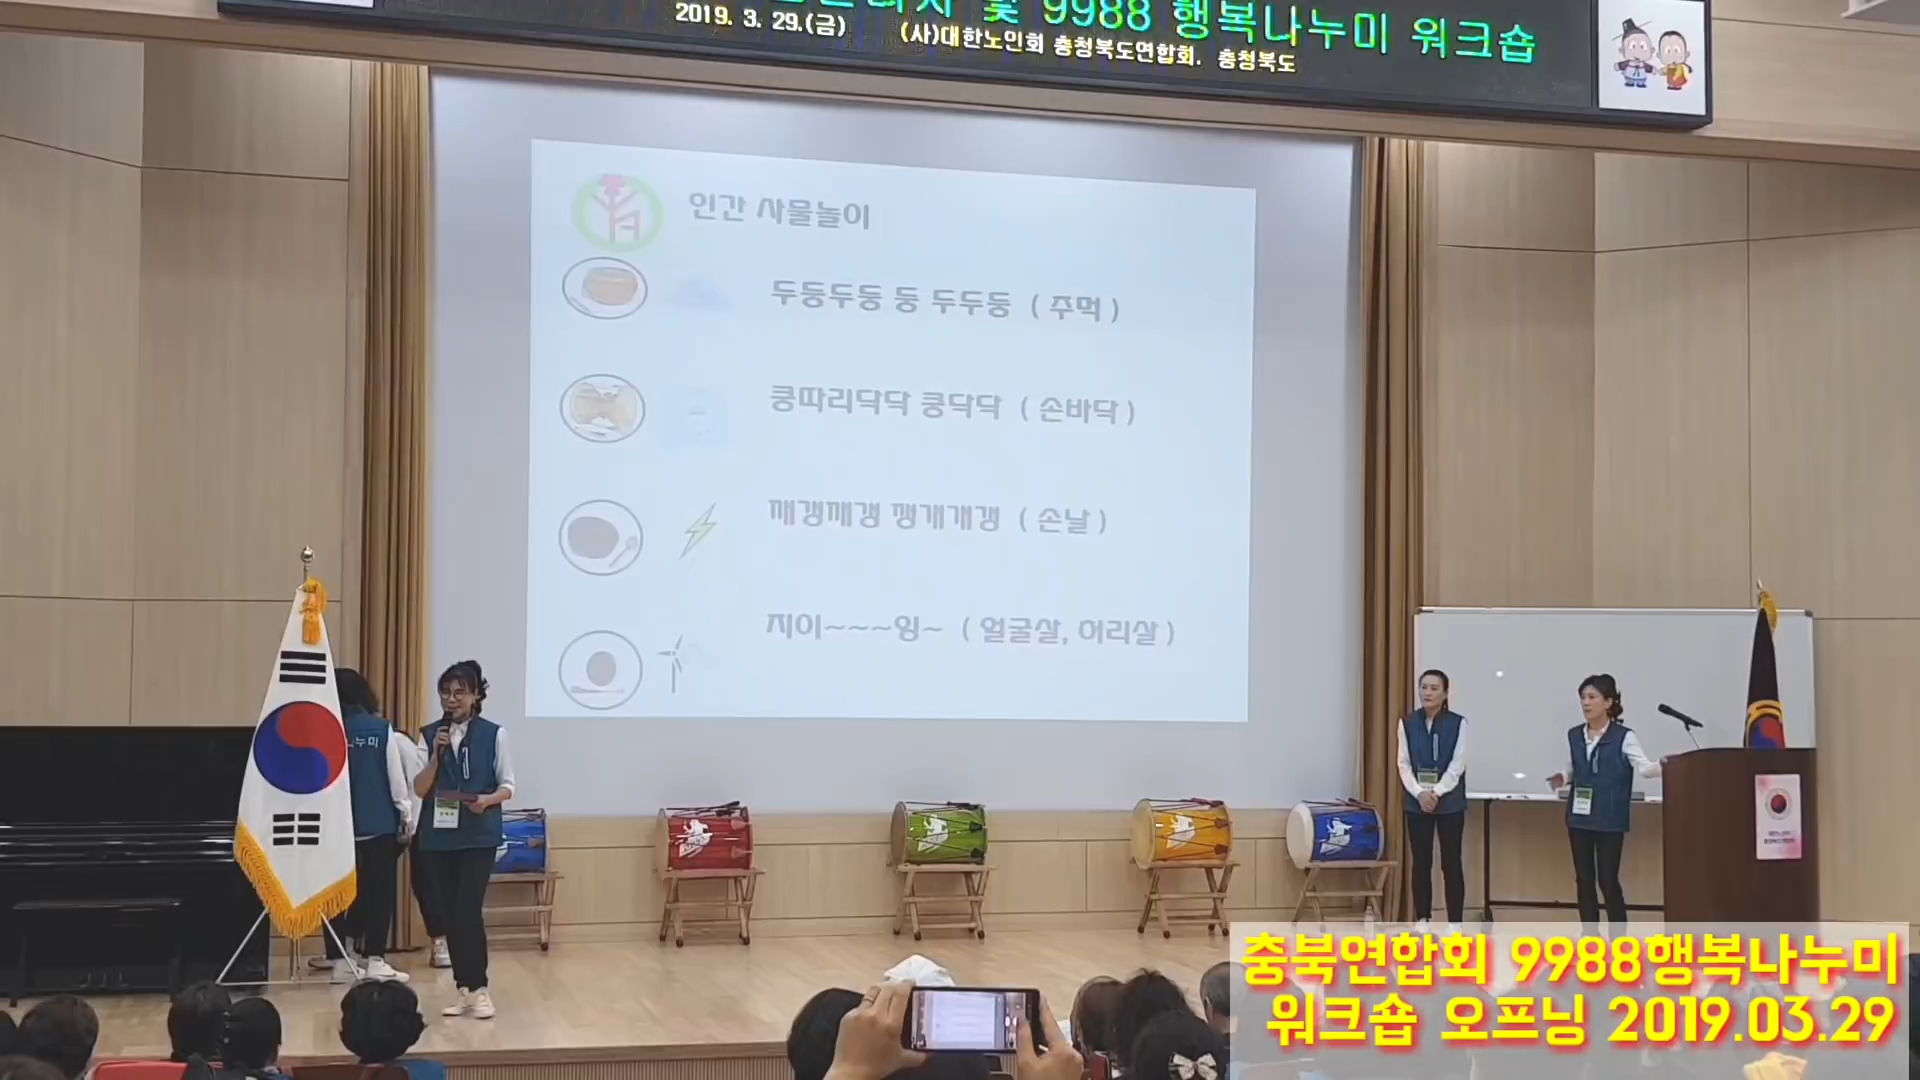 및 9988 행복나누미 워크숍
2019. 3. 29.(금) (사)대한노인회 충청북도연합회. 충청북도
인간 사물놀이
두둥두둥 둥 두두둥 ( 주먹 )
쿵따리닥닥 쿵닥닥 ( 손바닥 )
깨갱깨갱 깽개개갱 ( 손날 )
지이~~~잉~ ( 얼굴살, 허리살 )
누미
충북연합회 9988행복나누미
워크숍 오프닝 2019.03.29